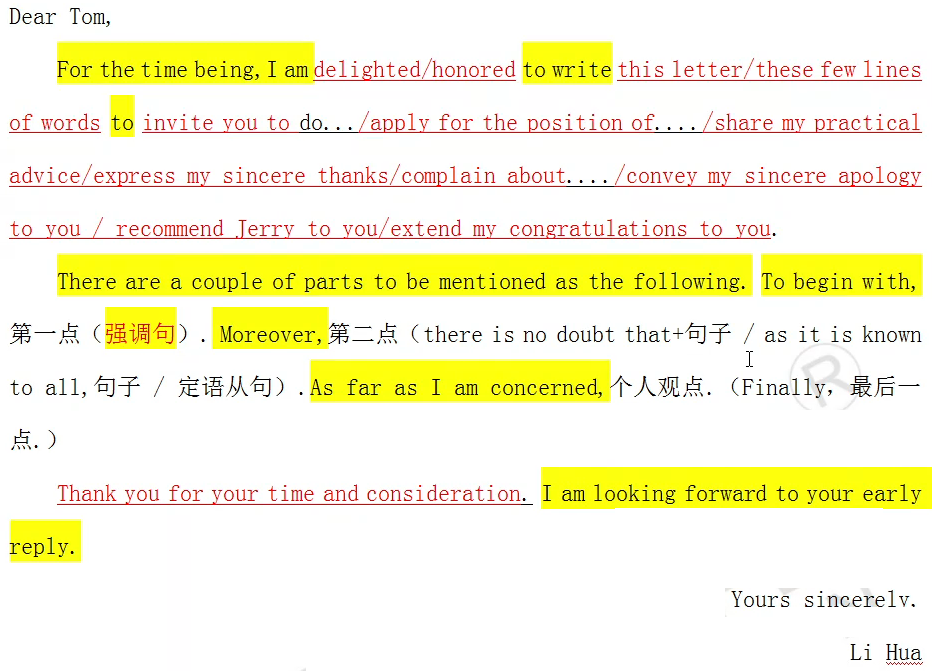 Dear Tom,
For the time being, I am delighted/honored to write this letter/these few lines
of words to invite you to do.../apply for the position of..../share my practical
advice/express my sincere thanks/complain about..../convey my sincere apology
to you / recommend Jerry to you/extend my congratulations to you.
There are a couple of parts to be mentioned as the following. To begin with,
第一点（强调句）. Moreover,第二点（there is no doubt that+句子 / as it is known
to all,句子 / 定语从句）.As far as I am concerned,个人观点.（Finally, 最后一
点.）
Thank you for your time and consideration. I am looking forward to your early
reply.
Yours sincerely.
Li Hua